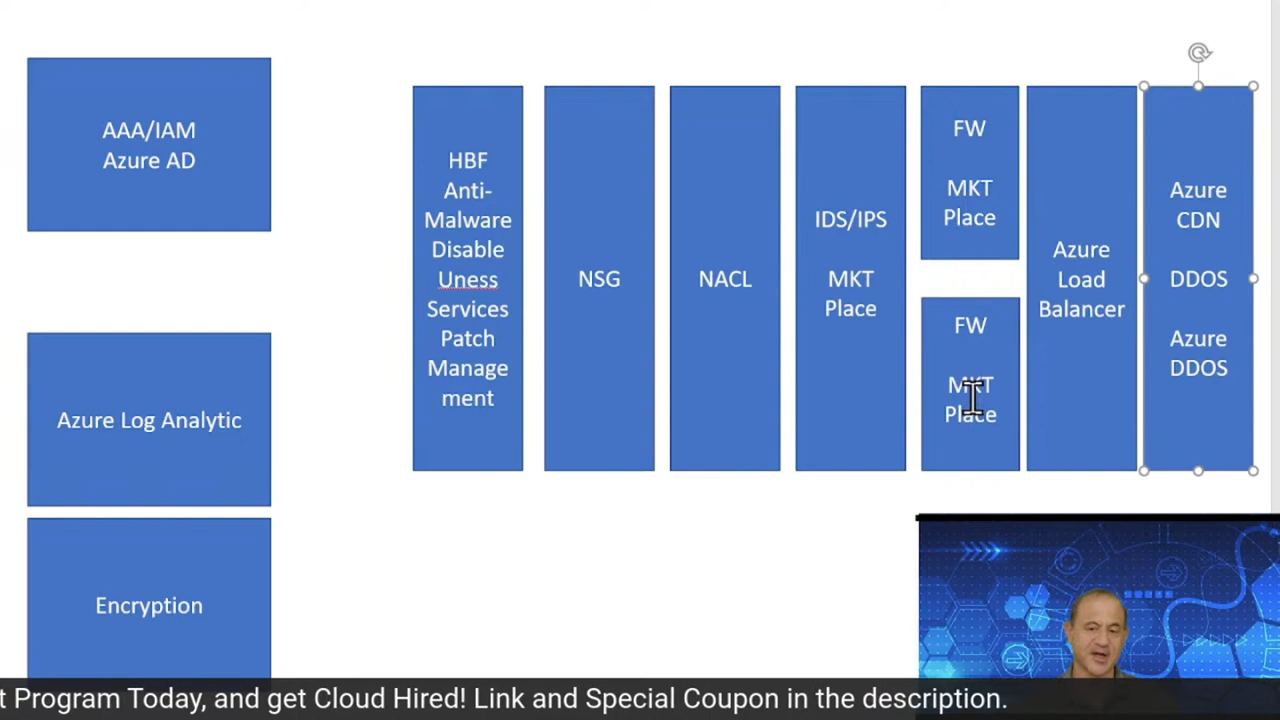 AAA/IAM
Azure AD
Azure Log Analytic
Encryption
HBF
Anti-
Malware
Disable
Uness
Services
Patch
Manage
ment
NSG
NACL
IDS/IPS
MKT
Place
FW
MKT
Place
FW
MKT
Place
Azure
Load
Balancer
Azure
CDN
DDOS
Azure
DDOS
t Program Today, and get Cloud Hired! Link and Special Coupon in the description.